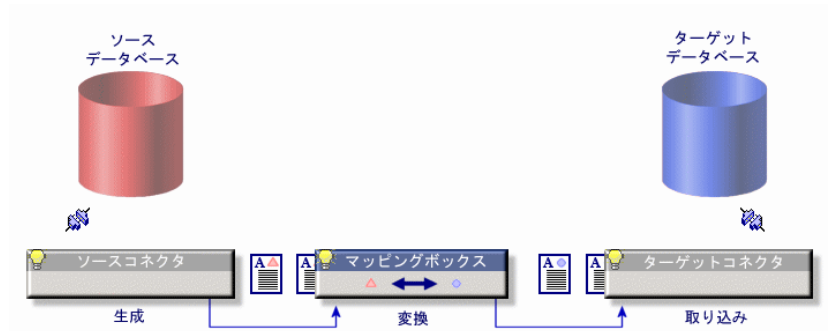 ソース
データベース
ターゲット
データベース
ソースコネクタ
A
A
マッピングボックス
A
A
ターゲットコネクタ
生成
変換
取り込み